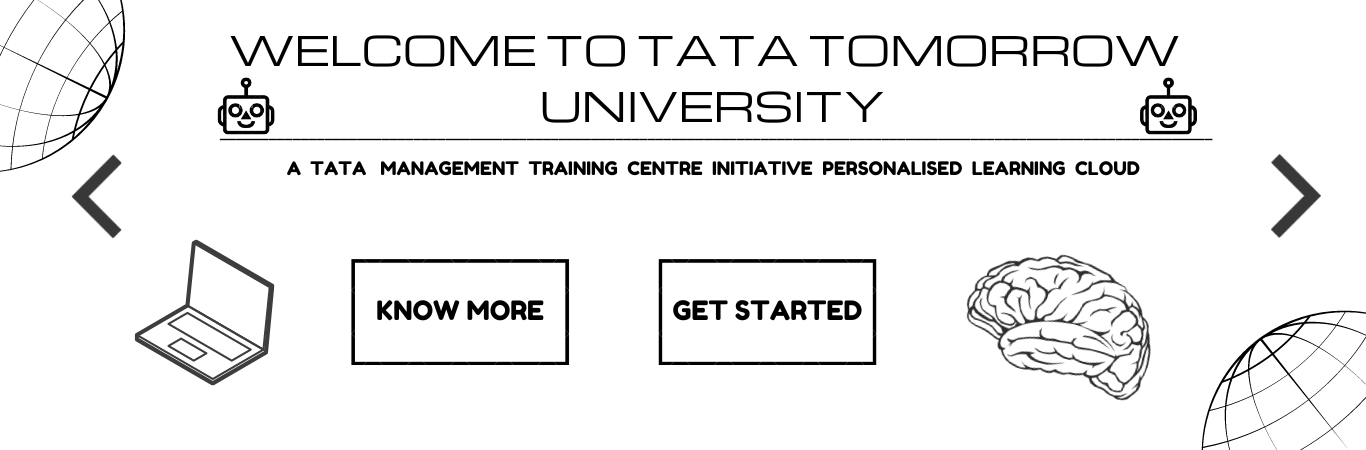 WELCOME TO TATA TOMORROW
UNIVERSITY
A TATA MANAGEMENT TRAINING CENTRE INITIATIVE PERSONALISED LEARNING CLOUD
KNOW MORE
GET STARTED